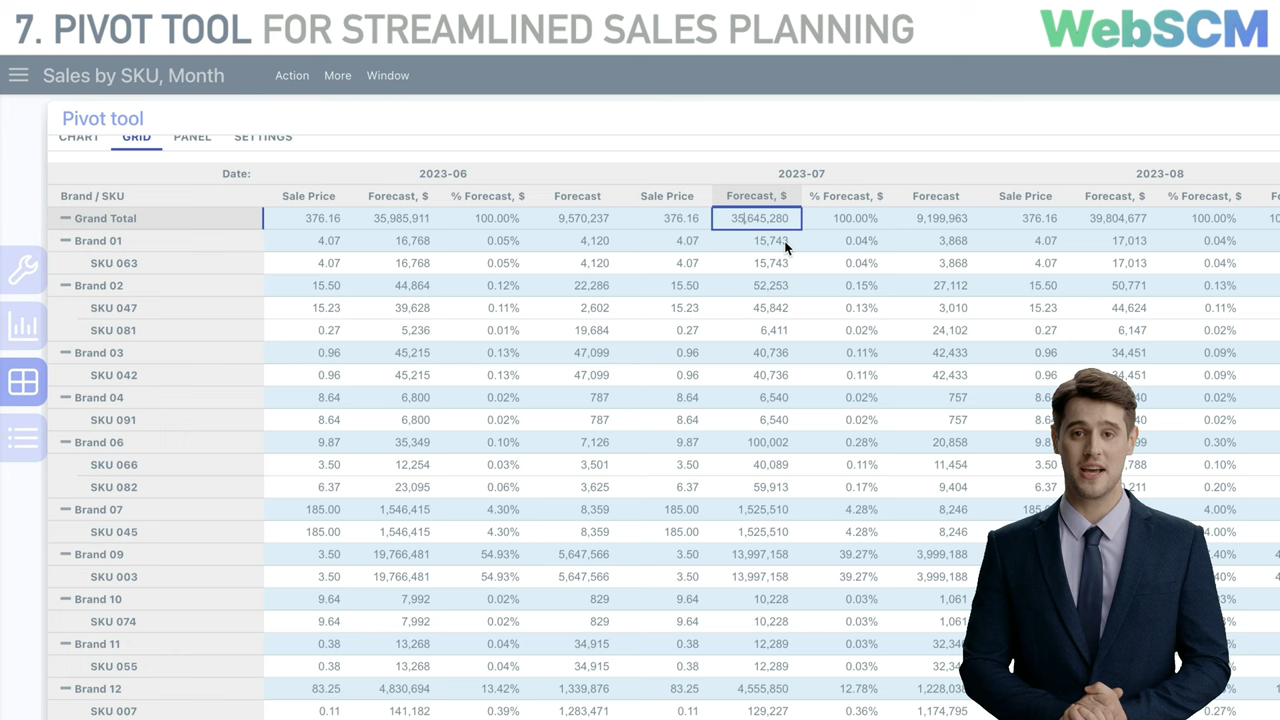 7. PIVOT TOOL FOR STREAMLINED SALES PLANNING WebSCM
Sales by SKU, Month Action More Window
Pivot tool
CHART GRID PANEL SETTINGS
Date: 2023-06 2023-07 2023-08
Brand / SKU Sale Price Forecast, $ % Forecast, $ Forecast Sale Price Forecast, $ % Forecast, $ Forecast Sale Price Forecast, $ % Forecast, $
Grand Total 376.16 35,985,911 100.00% 9,570,237 376.16 35,645,280 100.00% 9,199,963 376.16 39,804,677 100.00%
Brand 01 4.07 16,768 0.05% 4,120 4.07 15,743 0.04% 3,868 4.07 17,013 0.04%
SKU 063 4.07 16,768 0.05% 4,120 4.07 15,743 0.04% 3,868 4.07 17,013 0.04%
Brand 02 15.50 44,864 0.12% 22,286 15.50 52,253 0.15% 27,112 15.50 50,771 0.13%
SKU 047 15.23 39,628 0.11% 2,602 15.23 45,842 0.13% 3,010 15.23 44,624 0.11%
SKU 081 0.27 5,236 0.01% 19,684 0.27 6,411 0.02% 24,102 0.27 6,147 0.02%
Brand 03 0.96 45,215 0.13% 47,099 0.96 40,736 0.11% 42,433 0.96 34,451 0.09%
SKU 042 0.96 45,215 0.13% 47,099 0.96 40,736 0.11% 42,433 0.96 0.09%
Brand 04 8.64 6,800 0.02% 787 8.64 6,540 0.02% 757 0.02%
SKU 091 8.64 6,800 0.02% 787 8.64 6,540 0.02% 757 0.02%
Brand 06 9.87 35,349 0.10% 7,126 9.87 100,002 0.28% 20,858 0.30%
SKU 066 3.50 12,254 0.03% 3,501 3.50 40,089 0.11% 11,454 3.50 0.10%
SKU 082 6.37 23,095 0.06% 3,625 6.37 59,913 0.17% 9,404 6.37 0.20%
Brand 07 185.00 1,546,415 4.30% 8,359 185.00 1,525,510 4.28% 8,246 4.00%
SKU 045 185.00 1,546,415 4.30% 8,359 185.00 1,525,510 4.28% 8,246
Brand 09 3.50 19,766,481 54.93% 5,647,566 3.50 13,997,158 39.27% 3,999,188
SKU 003 3.50 19,766,481 54.93% 5,647,566 3.50 13,997,158 39.27% 3,999,188
Brand 10 9.64 7,992 0.02% 829 9.64 10,228 0.03% 1,061
SKU 074 9.64 7,992 0.02% 829 9.64 10,228 0.03% 1,061
Brand 11 0.38 13,268 0.04% 34,915 0.38 12,289 0.03%
SKU 055 0.38 13,268 0.04% 34,915 0.38 12,289 0.03%
Brand 12 83.25 4,830,694 13.42% 1,339,876 83.25 4,555,850 12.78%
SKU 007 0.11 141,182 0.39% 1,283,471 0.11 129,227 0.36% 1,174,795 0.27%